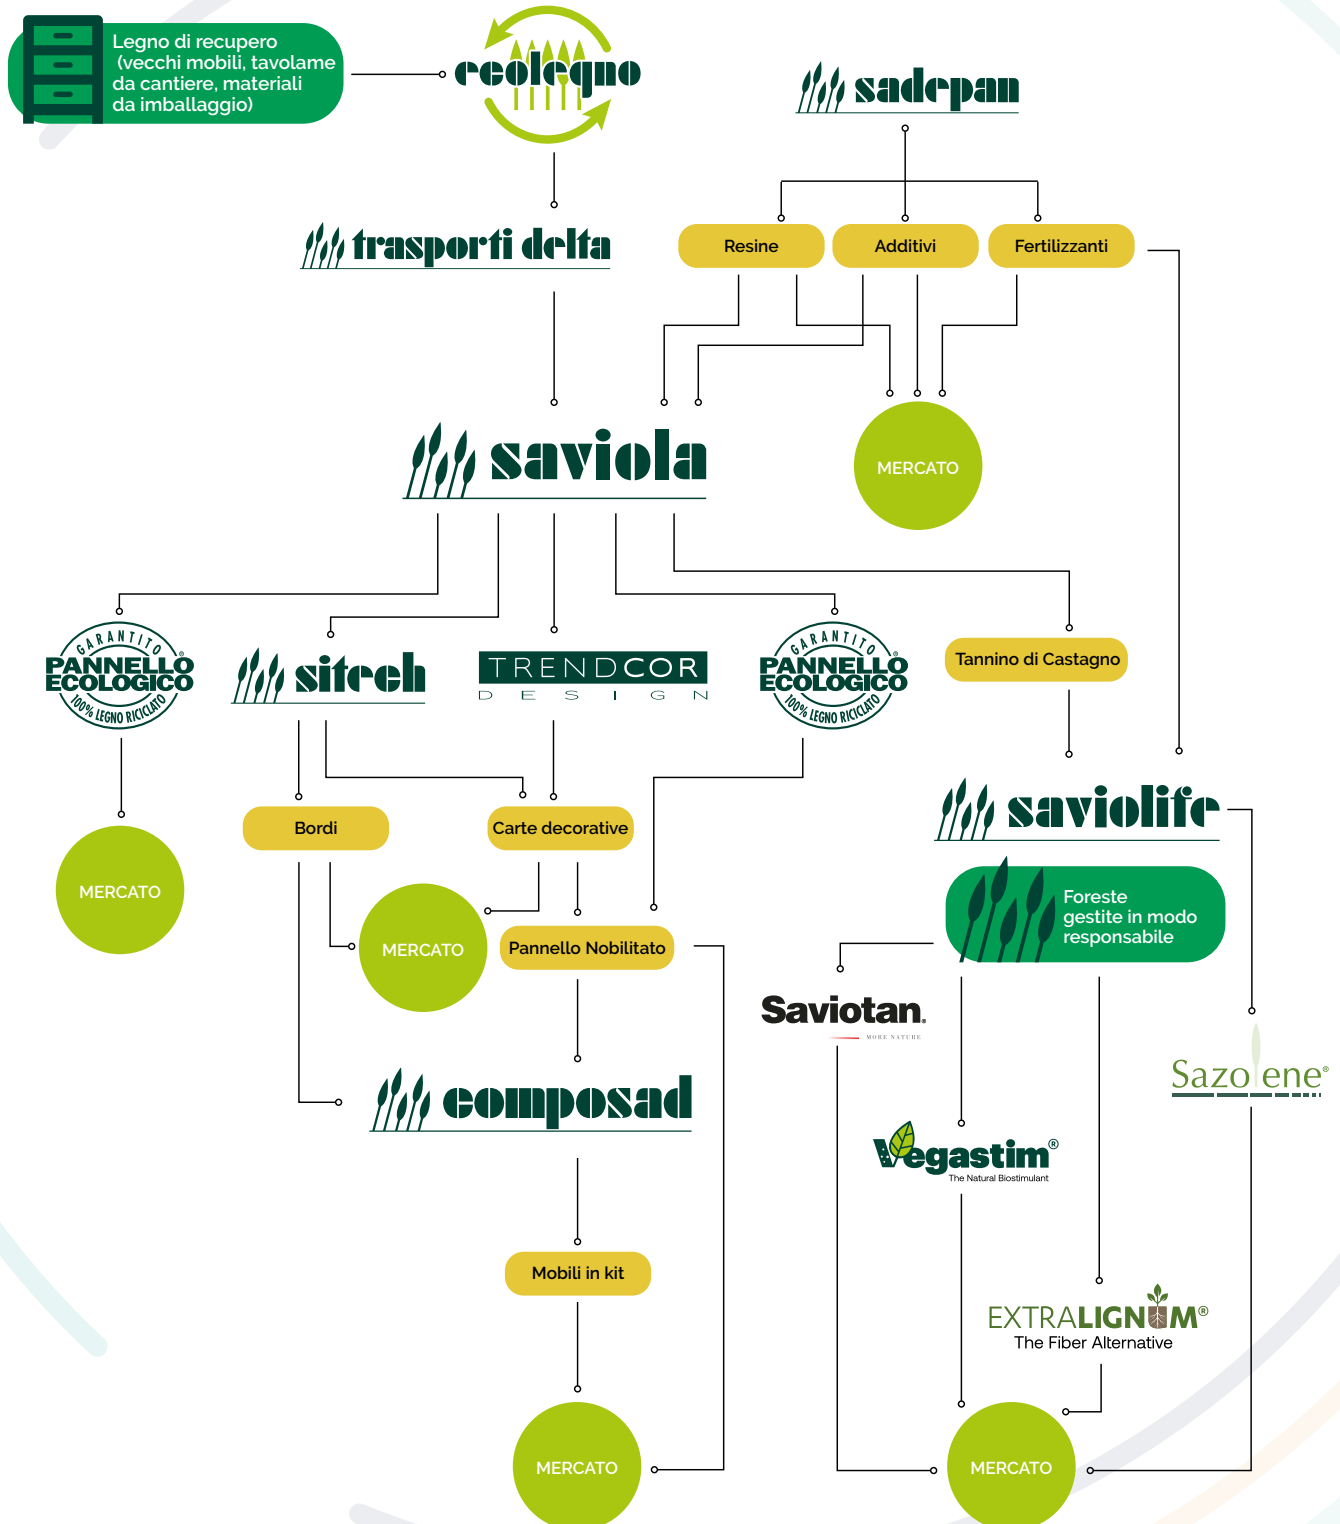 Legno di recupero
(vecchi mobili, tavolame
da cantiere, materiali
da imballaggio)
ecolegno
sadepan
trasporti delta
Resine
Additivi
Fertilizzanti
saviola
MERCATO
GARANTITO
PANNELLO
ECOLOGICO®
100% LEGNO RICICLATO
sitech
TRENDCOR
DESIGN
GARANTITO
PANNELLO
ECOLOGICO®
100% LEGNO RICICLATO
Tannino di Castagno
saviolife
Bordi
Carte decorative
MERCATO
MERCATO
Pannello Nobilitato
Foreste
gestite in modo
responsabile
Saviotan®
MORE NATURE
Sazolene®
composad
Vegastim®
The Natural Biostimulant
Mobili in kit
EXTRALIGNUM®
The Fiber Alternative
MERCATO
MERCATO